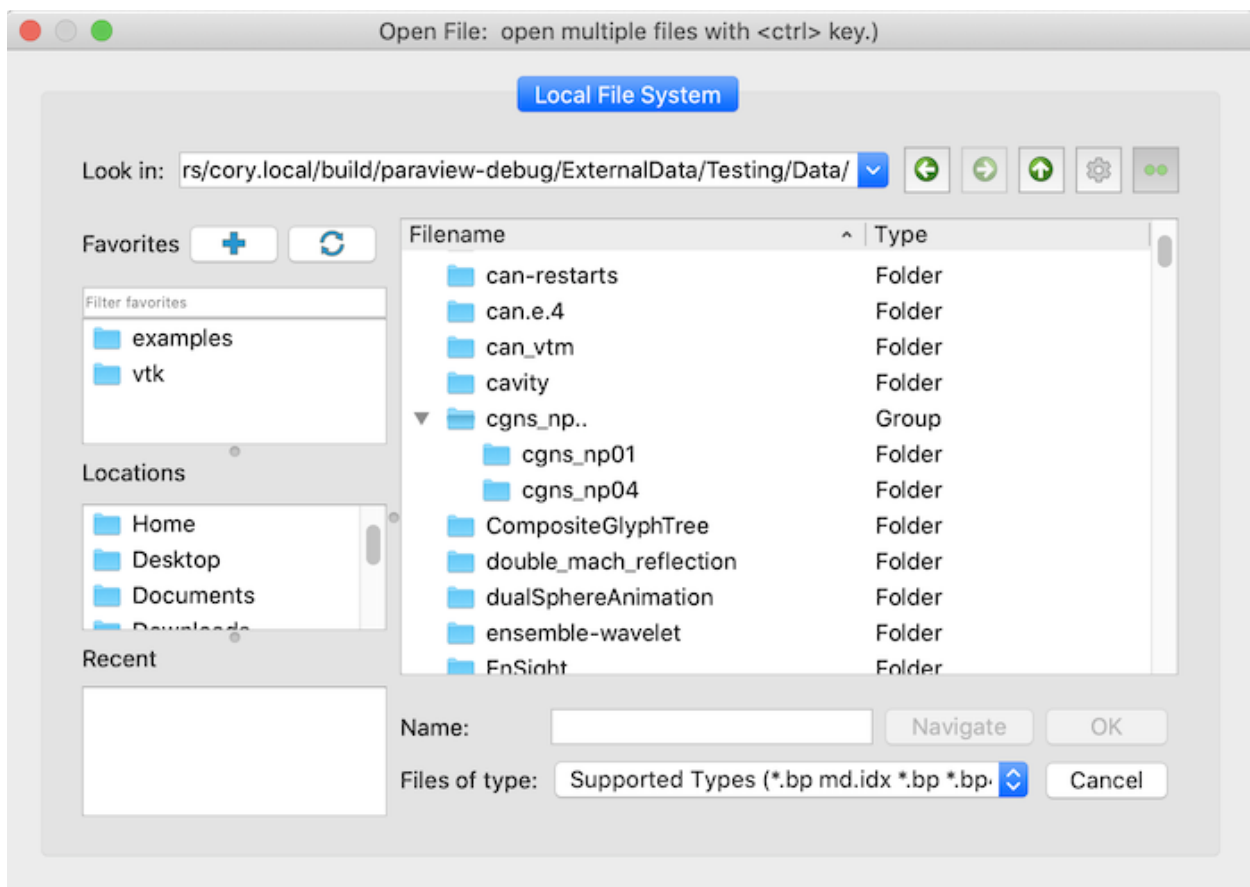 Open File:  open multiple files with <ctrl> key.)
Local File System
Look in: rs/cory.local/build/paraview-debug/ExternalData/Testing/Data/
Favorites
Filter favorites
examples
vtk
Locations
Home
Desktop
Documents
Downloads
Recent
Filename Type
can-restarts Folder
can.e.4 Folder
can_vtm Folder
cavity Folder
cgns_np.. Group
cgns_np01 Folder
cgns_np04 Folder
CompositeGlyphTree Folder
double_mach_reflection Folder
dualSphereAnimation Folder
ensemble-wavelet Folder
EnSight Folder
Name: Navigate OK
Files of type: Supported Types (*.bp md.idx *.bp *.bp Cancel